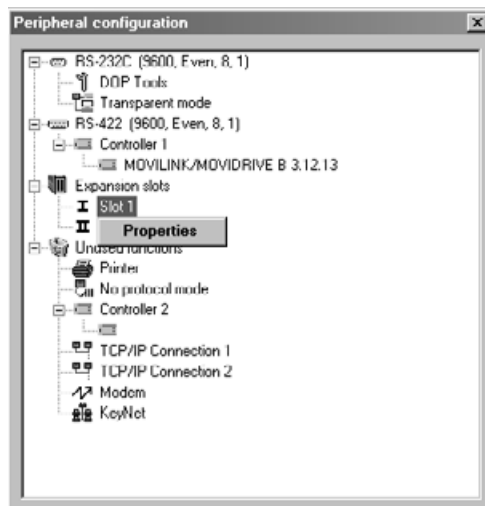 Peripheral configuration
RS-232C (9600, Even, 8, 1)
DOP Tools
Transparent mode
RS-422 (9600, Even, 8, 1)
Controller 1
MOVILINK/MOVIDRIVE B 3.12.13
Expansion slots
I Slot 1
II
Properties
Unused functions
Printer
No protocol mode
Controller 2
TCP/IP Connection 1
TCP/IP Connection 2
Modem
KeyNet